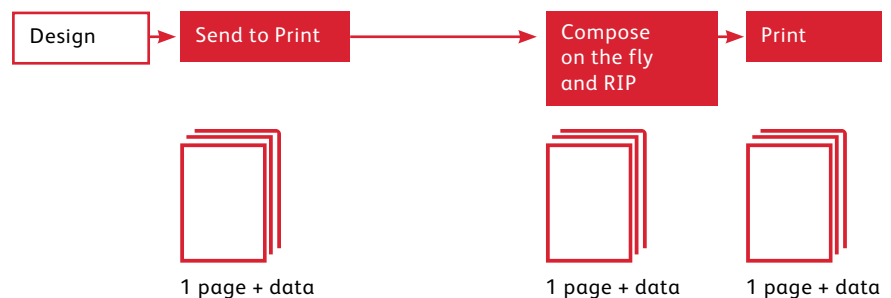 Design
Send to Print
Compose
on the fly
and RIP
Print
1 page + data
1 page + data
1 page + data